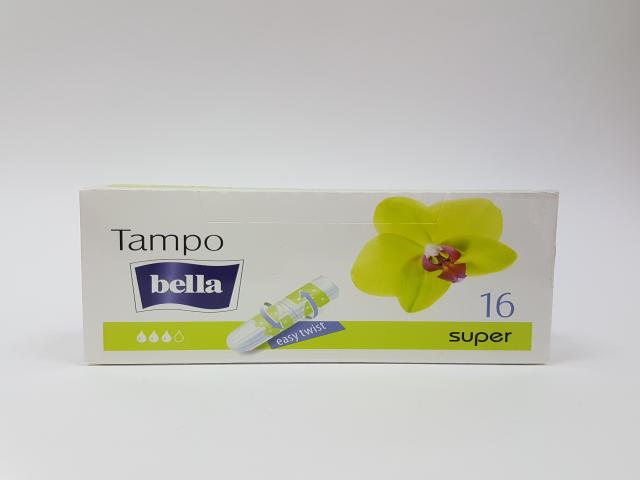 Tampo
bella
easy twist
16
super